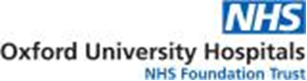 NHS
Oxford University Hospitals
NHS Foundation Trust